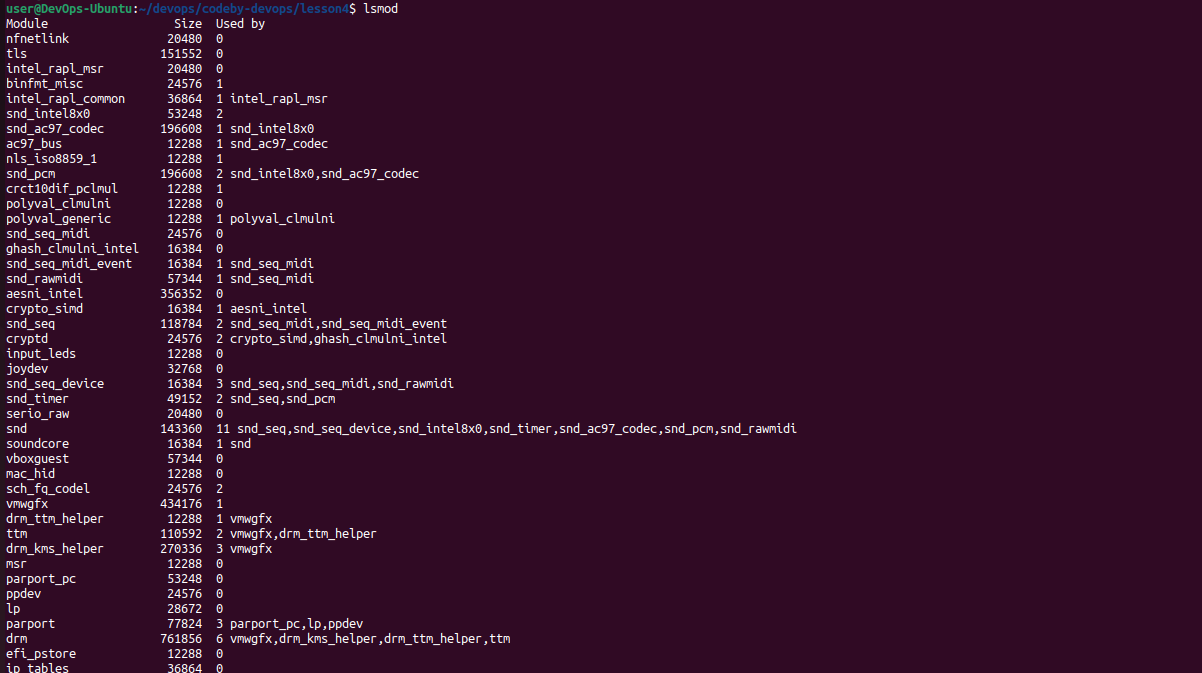 user@DevOps-Ubuntu:~/devops/codeby-devops/lesson4$ lsmod
Module                  Size  Used by
nfnetlink              20480  0
tls                   151552  0
intel_rapl_msr         20480  0
binfmt_misc            24576  1
intel_rapl_common      36864  1 intel_rapl_msr
snd_intel8x0           53248  2
snd_ac97_codec        196608  1 snd_intel8x0
ac97_bus               12288  1 snd_ac97_codec
nls_iso8859_1          12288  1
snd_pcm               196608  2 snd_intel8x0,snd_ac97_codec
crct10dif_pclmul       12288  1
polyval_clmulni        12288  0
polyval_generic        12288  1 polyval_clmulni
snd_seq_midi           24576  0
ghash_clmulni_intel    16384  0
snd_seq_midi_event     16384  1 snd_seq_midi
snd_rawmidi            57344  1 snd_seq_midi
aesni_intel           356352  0
crypto_simd            16384  1 aesni_intel
snd_seq               118784  2 snd_seq_midi,snd_seq_midi_event
cryptd                 24576  2 crypto_simd,ghash_clmulni_intel
input_leds             12288  0
joydev                 32768  0
snd_seq_device         16384  3 snd_seq,snd_seq_midi,snd_rawmidi
snd_timer              49152  2 snd_seq,snd_pcm
serio_raw              20480  0
snd                   143360  11 snd_seq,snd_seq_device,snd_intel8x0,snd_timer,snd_ac97_codec,snd_pcm,snd_rawmidi
soundcore              16384  1 snd
vboxguest              57344  0
mac_hid                12288  0
sch_fq_codel           24576  2
vmwgfx                434176  1
drm_ttm_helper         12288  1 vmwgfx
ttm                   110592  2 vmwgfx,drm_ttm_helper
drm_kms_helper        270336  3 vmwgfx
msr                    12288  0
parport_pc             53248  0
ppdev                  24576  0
lp                     28672  0
parport                77824  3 parport_pc,lp,ppdev
drm                   761856  6 vmwgfx,drm_kms_helper,drm_ttm_helper,ttm
efi_pstore             12288  0
ip_tables              36864  0